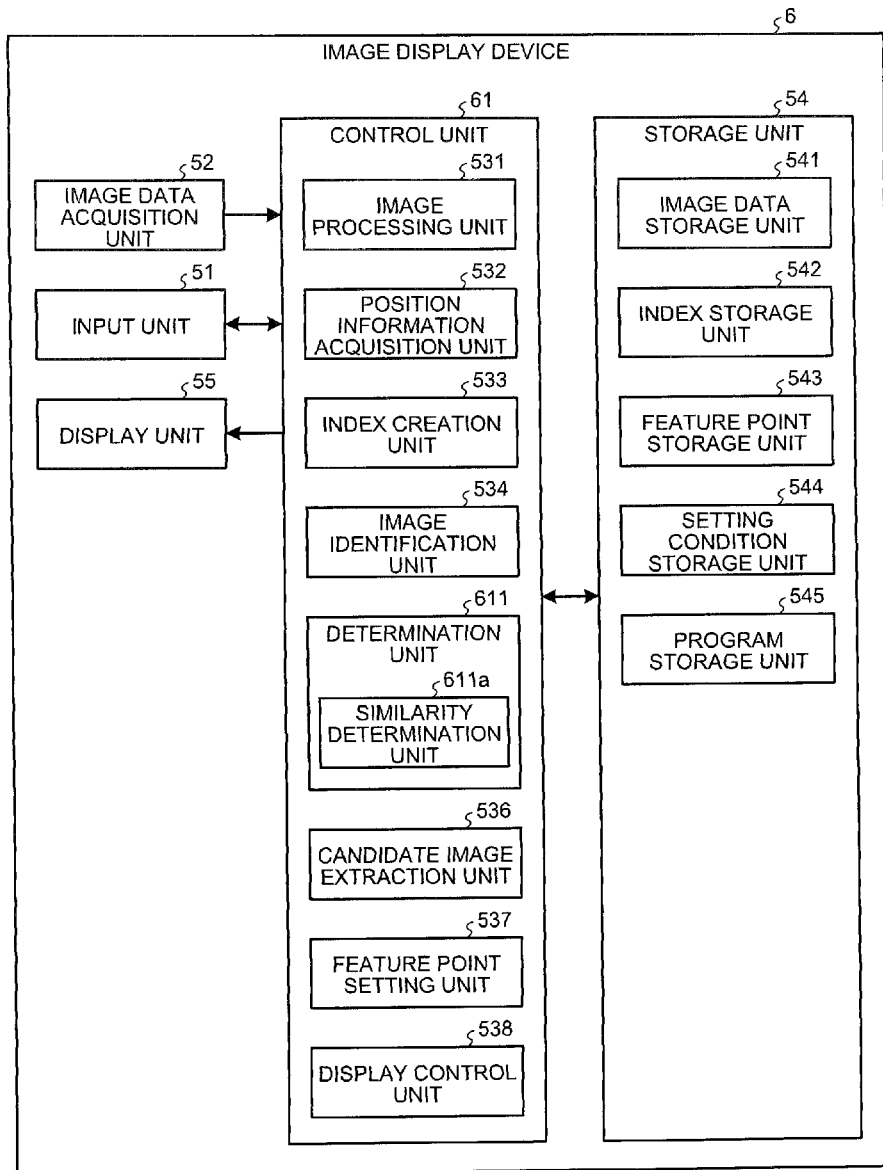 6
IMAGE DISPLAY DEVICE
52
IMAGE DATA
ACQUISITION
UNIT
51
INPUT UNIT
55
DISPLAY UNIT
61
CONTROL UNIT
531
IMAGE
PROCESSING UNIT
532
POSITION
INFORMATION
ACQUISITION UNIT
533
INDEX CREATION
UNIT
534
IMAGE
IDENTIFICATION
UNIT
611
DETERMINATION
UNIT
611a
SIMILARITY
DETERMINATION
UNIT
536
CANDIDATE IMAGE
EXTRACTION UNIT
537
FEATURE POINT
SETTING UNIT
538
DISPLAY CONTROL
UNIT
54
STORAGE UNIT
541
IMAGE DATA
STORAGE UNIT
542
INDEX STORAGE
UNIT
543
FEATURE POINT
STORAGE UNIT
544
SETTING
CONDITION
STORAGE UNIT
545
PROGRAM
STORAGE UNIT